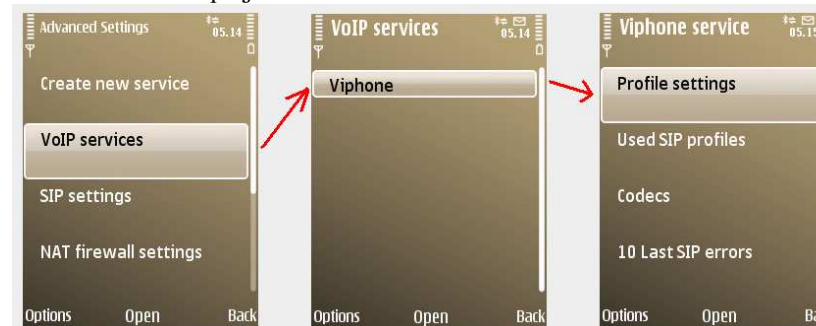 Advanced Settings
05.14
Create new service
VoIP services
SIP settings
NAT firewall settings
Options Open Back
VoIP services
05.14
Viphone
Options Open Back
Viphone service
05.15
Profile settings
Used SIP profiles
Codecs
10 Last SIP errors
Options Open